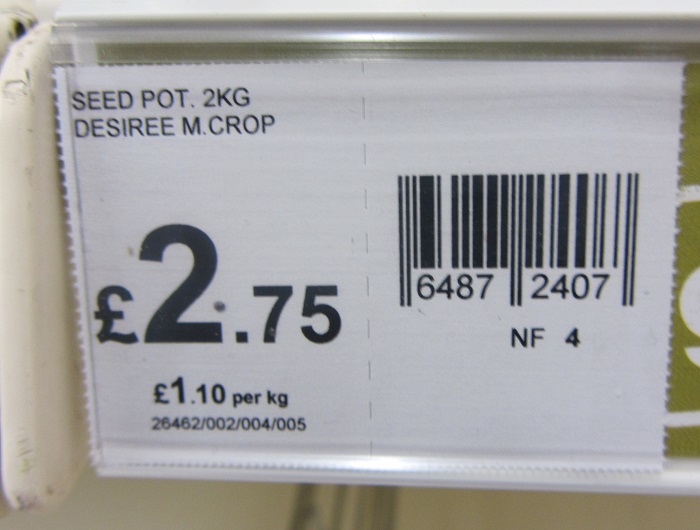 SEED POT. 2KG
DESIREE M.CROP
£2.75
£1.10 per kg
26462/002/004/005
6487 2407
NF 4